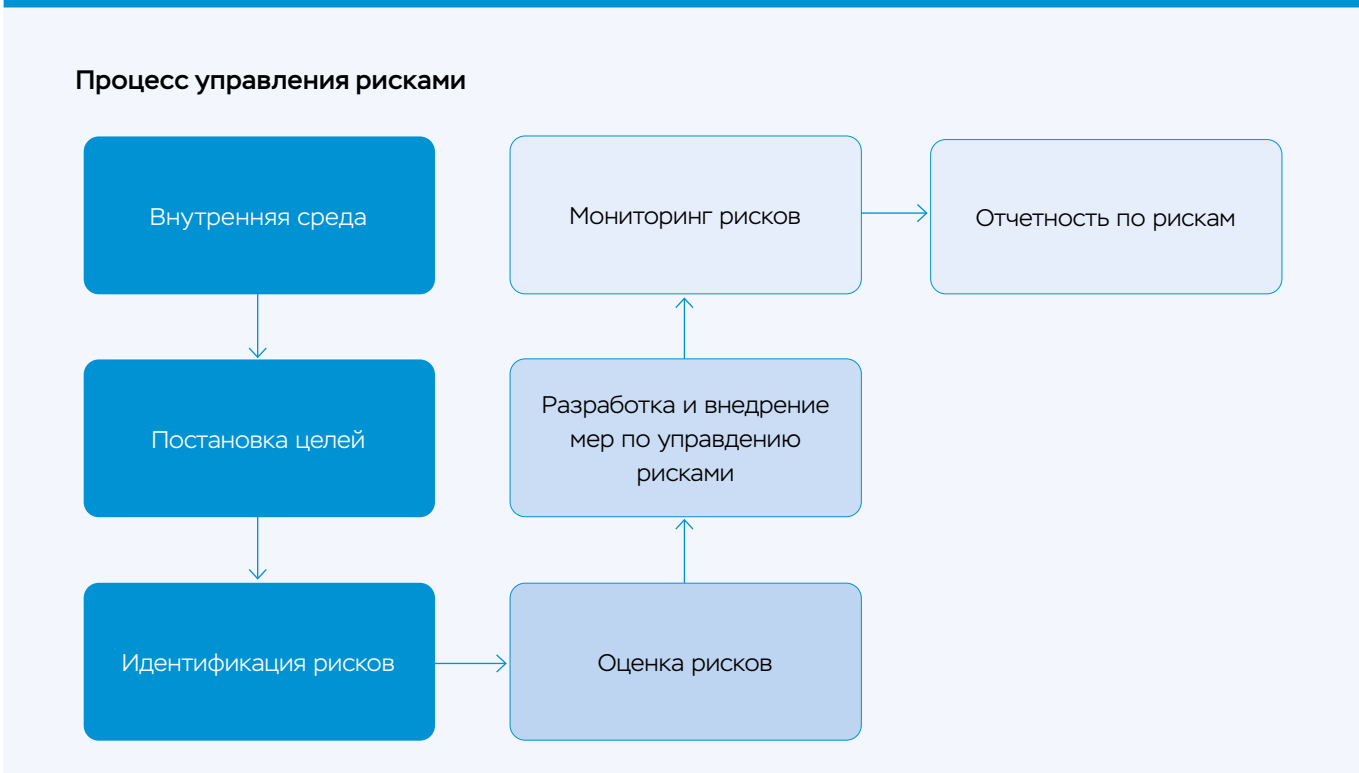 Процесс управления рисками
Внутренняя среда
Постановка целей
Идентификация рисков
Оценка рисков
Разработка и внедрение
мер по управдению
рисками
Мониторинг рисков
Отчетность по рискам